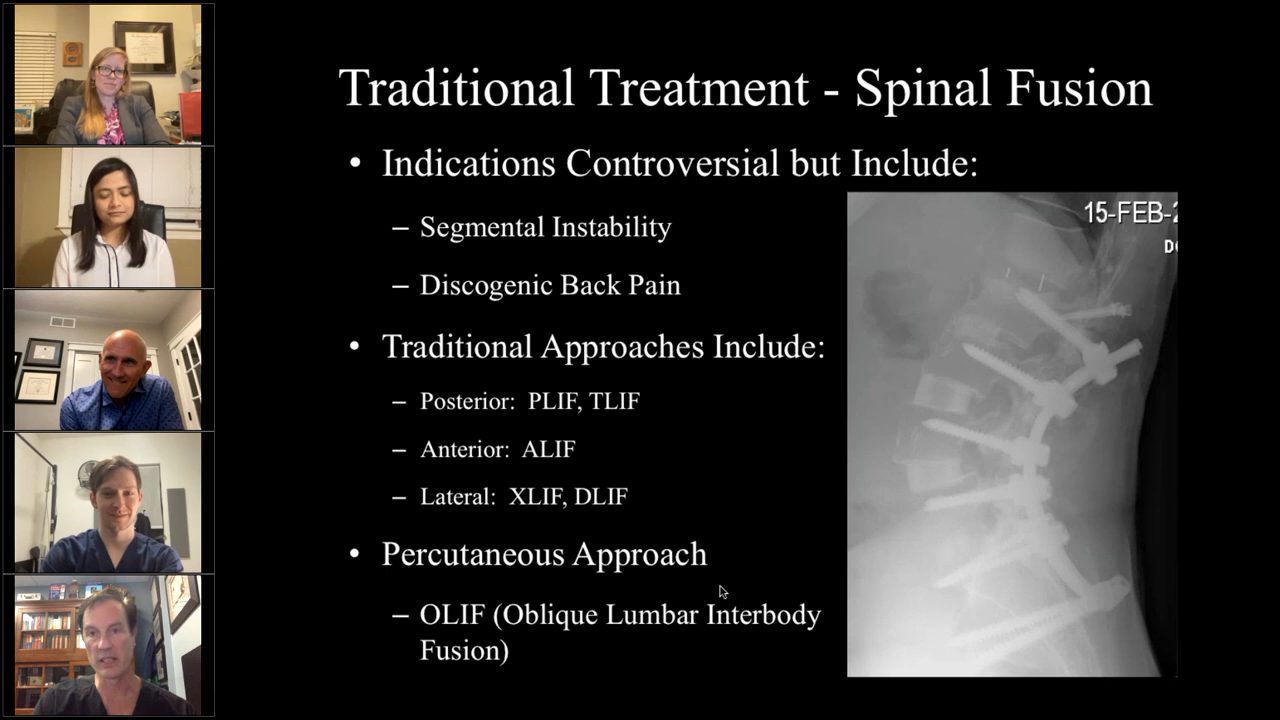 Traditional Treatment - Spinal Fusion
• Indications Controversial but Include:
– Segmental Instability
– Discogenic Back Pain
• Traditional Approaches Include:
– Posterior: PLIF, TLIF
– Anterior: ALIF
– Lateral: XLIF, DLIF
• Percutaneous Approach
– OLIF (Oblique Lumbar Interbody
Fusion)
15-FEB-2